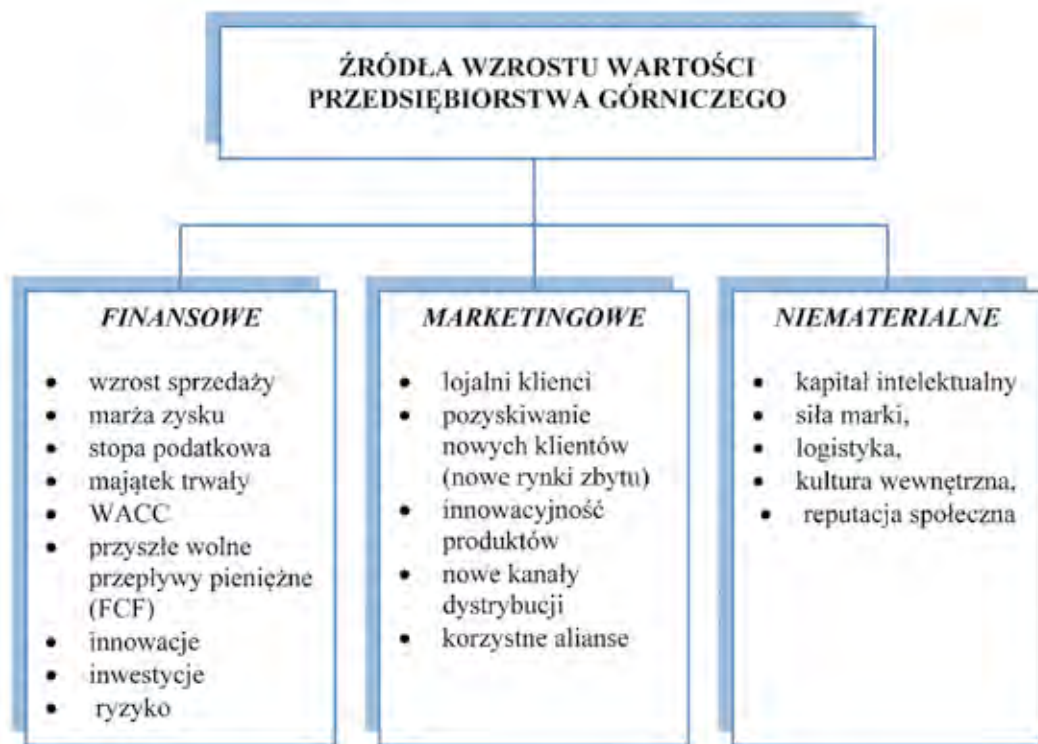 ŹRÓDŁA WZROSTU WARTOŚCI
PRZEDSIĘBIORSTWA GÓRNICZEGO
FINANSOWE
• wzrost sprzedaży
• marża zysku
• stopa podatkowa
• majątek trwały
• WACC
• przyszłe wolne
przepływy pieniężne
(FCF)
• innowacje
• inwestycje
• ryzyko
MARKETINGOWE
• lojalni klienci
• pozyskiwanie
nowych klientów
(nowe rynki zbytu)
• innowacyjność
produktów
• nowe kanały
dystrybucji
• korzystne alianse
NIEMATERIALNE
• kapitał intelektualny
• siła marki,
• logistyka,
• kultura wewnętrzna,
• reputacja społeczna